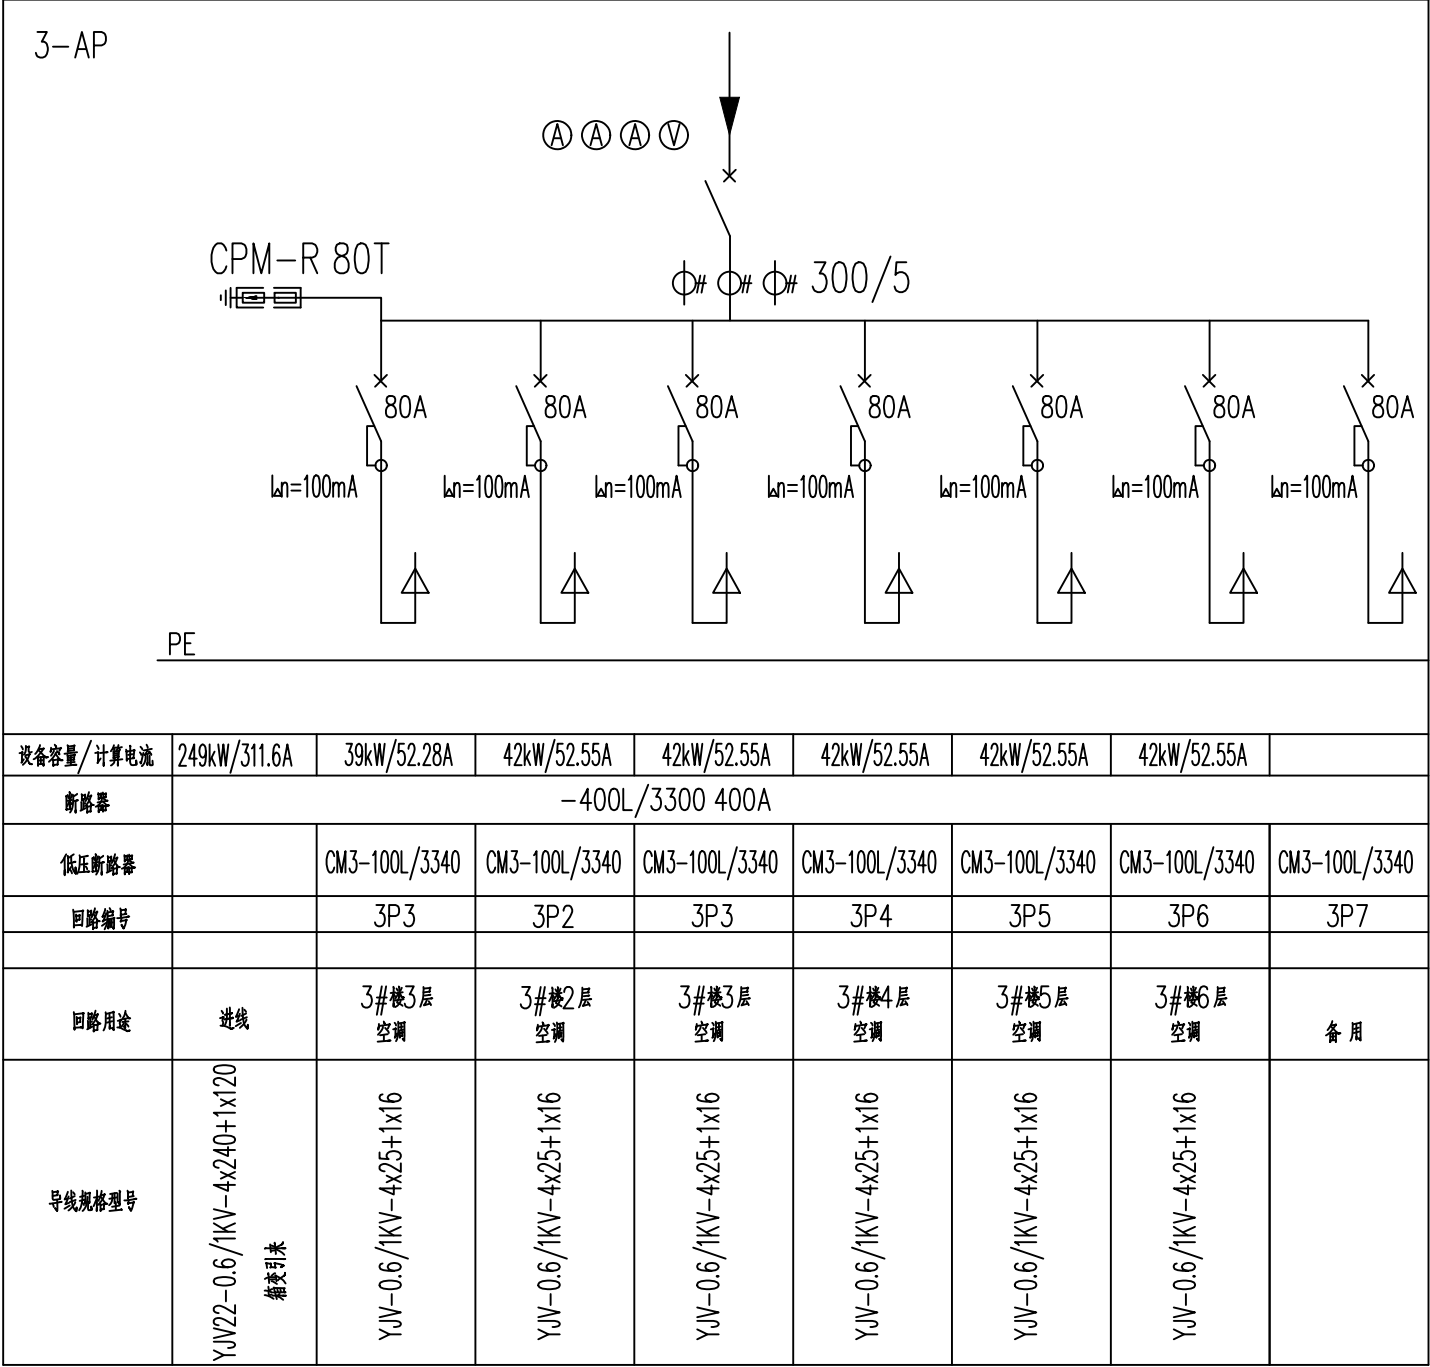 3-AP
A A A V
CPM-R 80T
# # # 300/5
80A 80A 80A 80A 80A 80A 80A
I△n=100mA I△n=100mA I△n=100mA I△n=100mA I△n=100mA I△n=100mA I△n=100mA
PE
设备容量/计算电流 249kW/311.6A 39kW/52.28A 42kW/52.55A 42kW/52.55A 42kW/52.55A 42kW/52.55A 42kW/52.55A
断路器 -400L/3300 400A
低压断路器 CM3-100L/3340 CM3-100L/3340 CM3-100L/3340 CM3-100L/3340 CM3-100L/3340 CM3-100L/3340 CM3-100L/3340
回路编号 3P3 3P2 3P3 3P4 3P5 3P6 3P7
回路用途 进线
3#楼3层
空调
3#楼2层
空调
3#楼3层
空调
3#楼4层
空调
3#楼5层
空调
3#楼6层
空调
备用
导线规格型号
YJV22-0.6/1KV-4x240+1x120
箱变引来
YJV-0.6/1KV-4x25+1x16
YJV-0.6/1KV-4x25+1x16
YJV-0.6/1KV-4x25+1x16
YJV-0.6/1KV-4x25+1x16
YJV-0.6/1KV-4x25+1x16
YJV-0.6/1KV-4x25+1x16